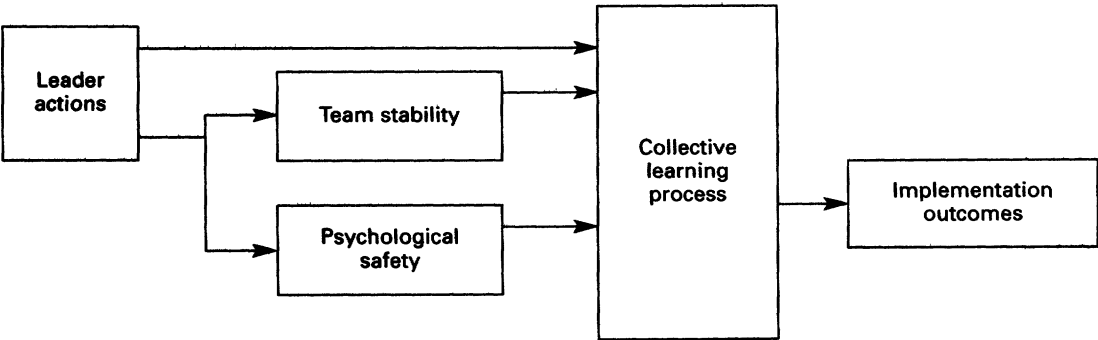 Leader
actions
Team stability
Psychological
safety
Collective
learning
process
Implementation
outcomes